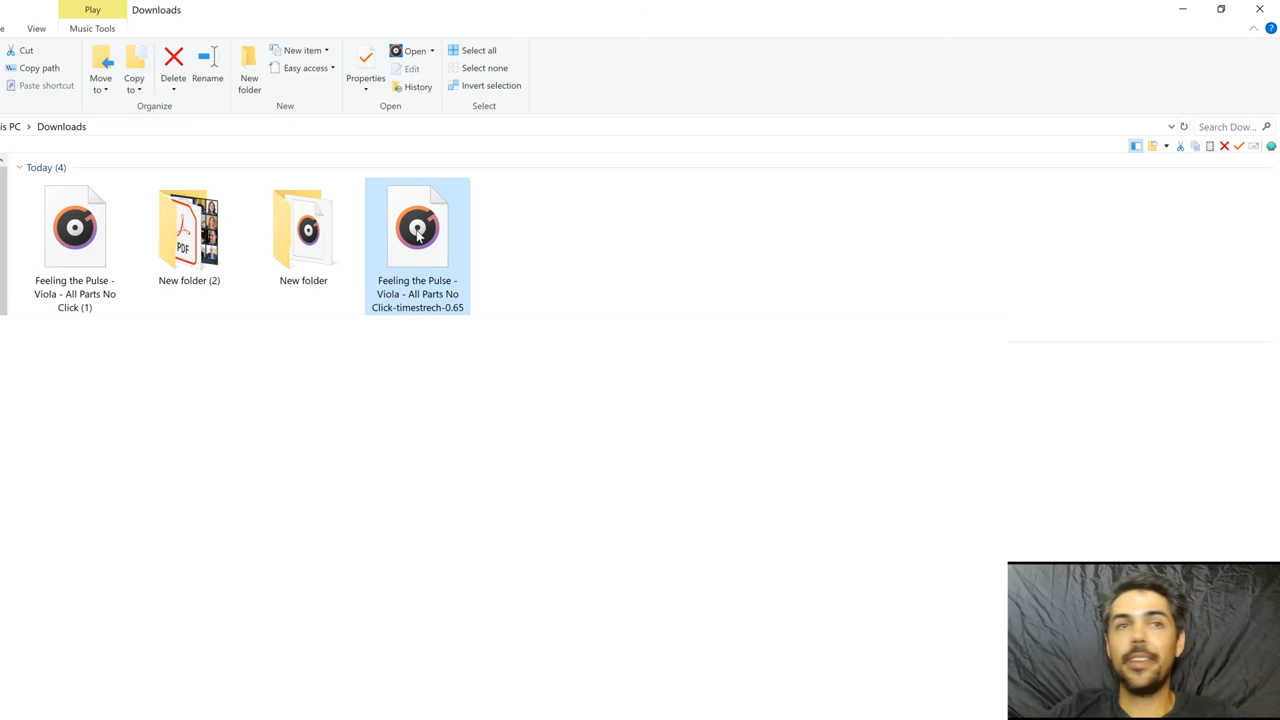 Play
Downloads
e
View
Music Tools
Cut
Copy path
Paste shortcut
Move to
Copy to
Delete
Rename
Organize
New folder
New item
Easy access
New
Properties
Open
Edit
History
Open
Select all
Select none
Invert selection
Select
is PC > Downloads
Search Dow...
Today (4)
PDF
Feeling the Pulse -
Viola - All Parts No
Click (1)
New folder (2)
New folder
Feeling the Pulse -
Viola - All Parts No
Click-timestrech-0.65